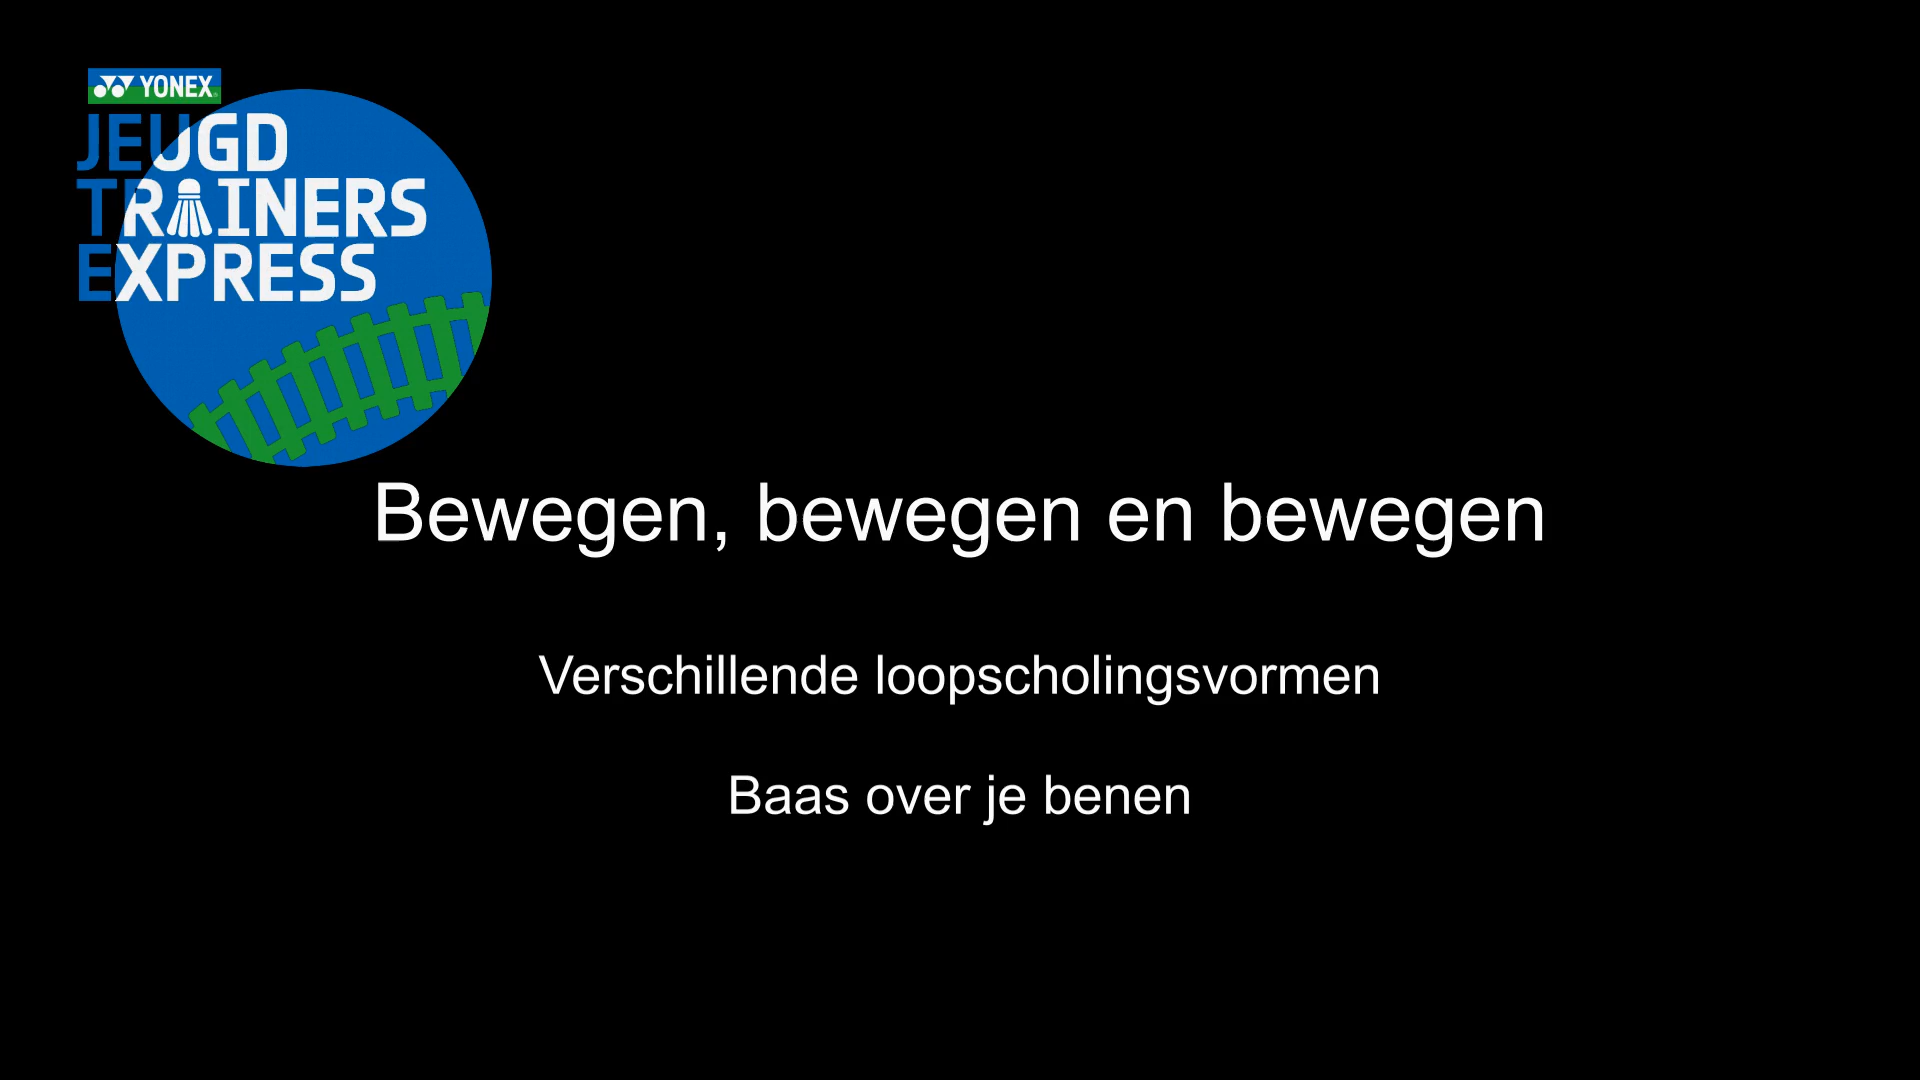 YONEX
JEUGD
TRAINERS
EXPRESS
Bewegen, bewegen en bewegen
Verschillende loopscholingsvormen
Baas over je benen